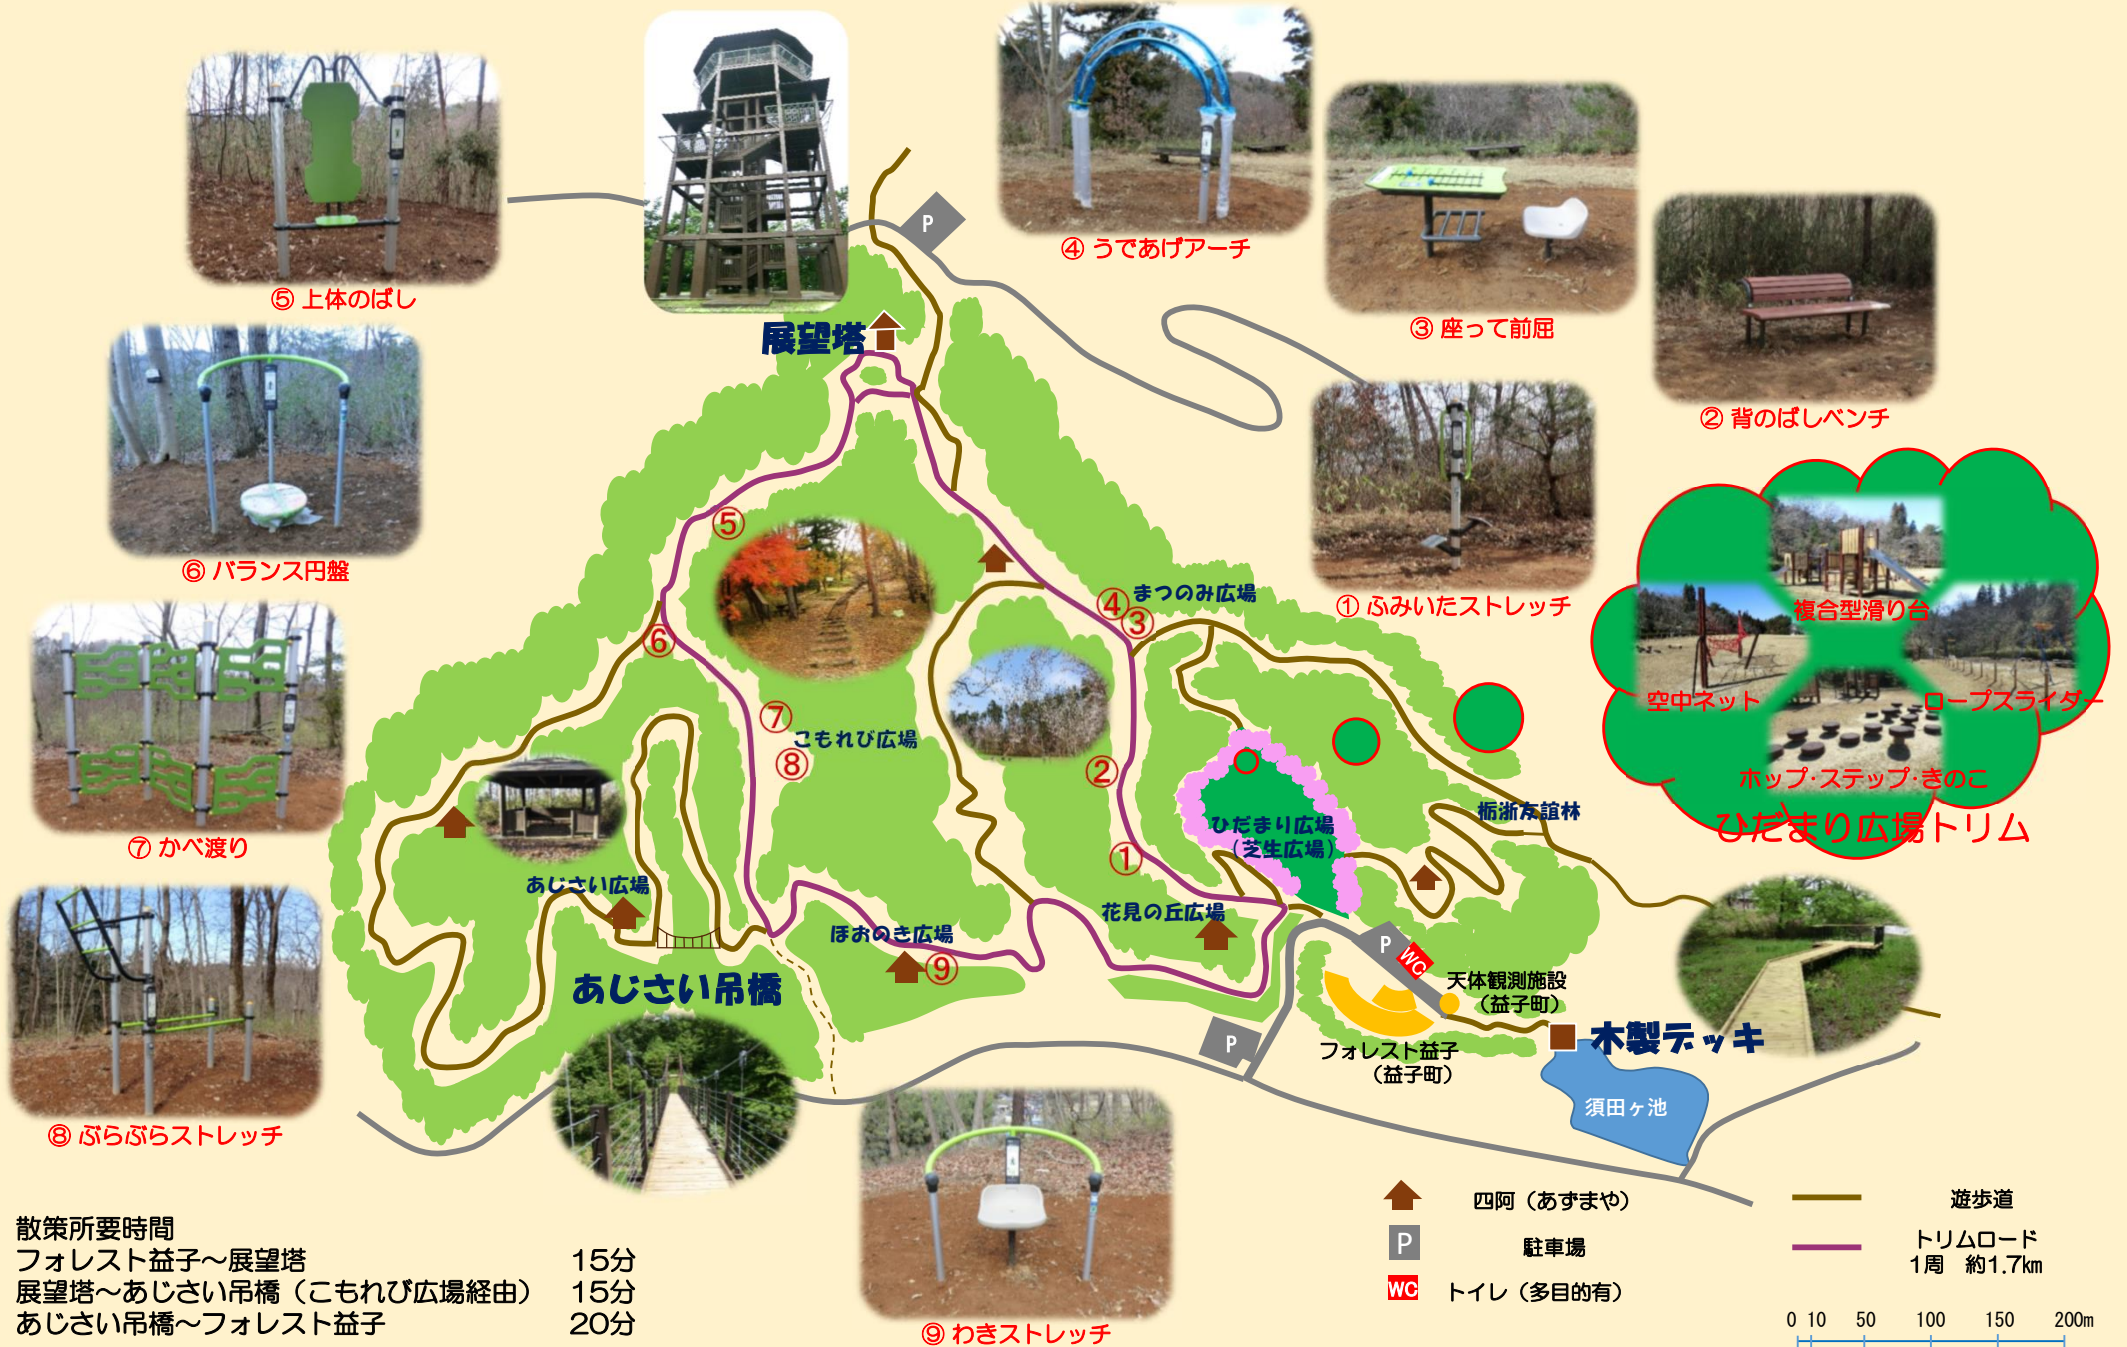 P
④ うであげアーチ
⑤ 上体のばし
③ 座って前屈
② 背のばしベンチ
展望塔
⑥ バランス円盤
① ふみいたストレッチ
⑤
④
③
まつのみ広場
⑥
複合型滑り台
空中ネット
ロープスライダー
ホップ・ステップ・きのこ
ひだまり広場トリム
⑦
こもれび広場
⑧
②
栃浙友誼林
ひだまり広場
(芝生広場)
①
⑦ かべ渡り
あじさい広場
花見の丘広場
ほおのき広場
⑨
P
WC
天体観測施設
(益子町)
あじさい吊橋
P
フォレスト益子
(益子町)
木製デッキ
須田ヶ池
⑧ ぶらぶらストレッチ
⑨ わきストレッチ
散策所要時間
フォレスト益子～展望塔 15分
展望塔～あじさい吊橋（こもれび広場経由） 15分
あじさい吊橋～フォレスト益子 20分
四阿（あずまや）
P 駐車場
WC トイレ（多目的有）
遊歩道
トリムロード
1周 約1.7km
0 10 50 100 150 200m